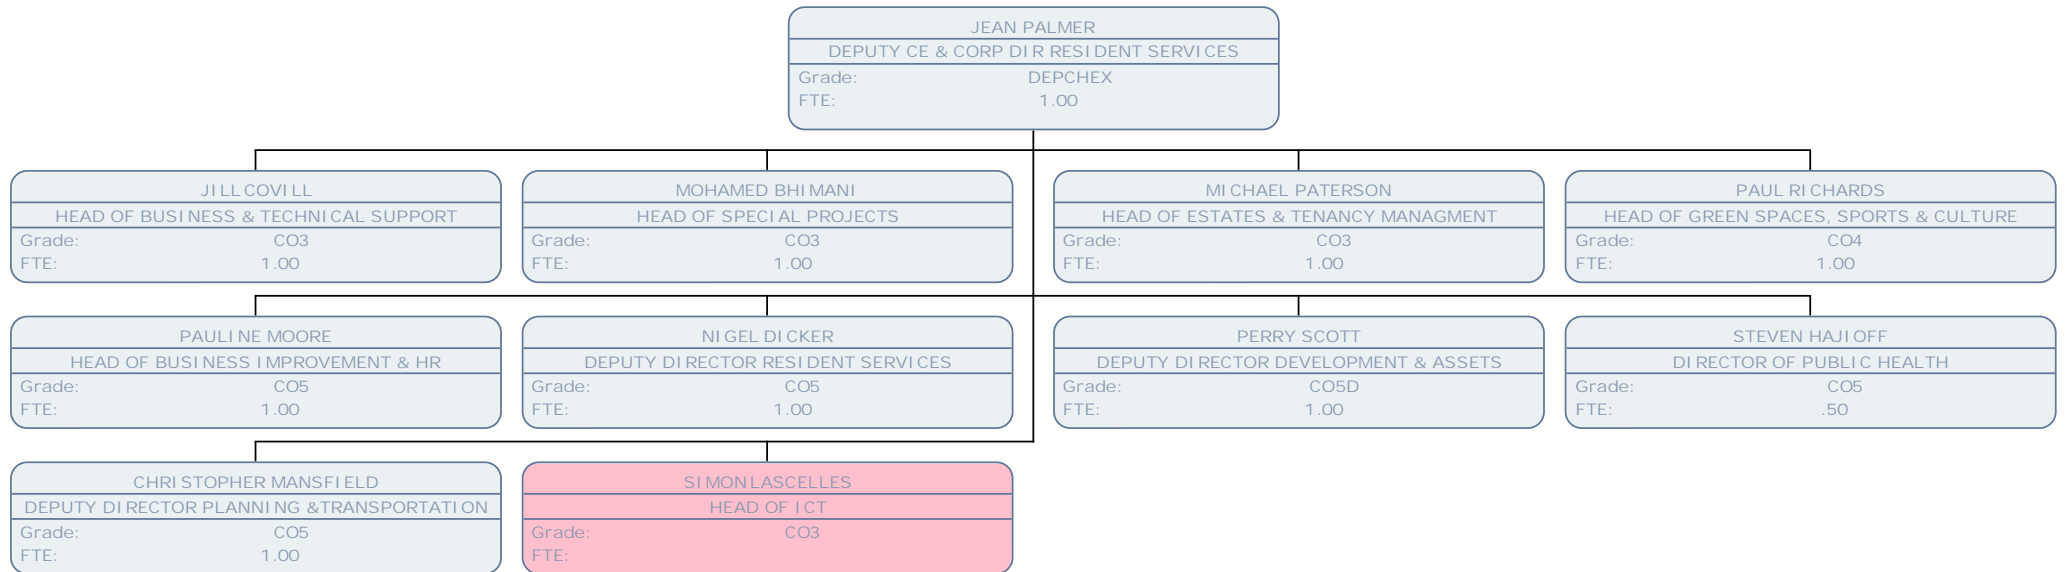 JEAN PALMER
DEPUTY CE & CORP DIR RESIDENT SERVICES
Grade: DEPCHEX
FTE: 1.00
JILL COVILL
HEAD OF BUSINESS & TECHNICAL SUPPORT
Grade: CO3
FTE: 1.00
MOHAMED BHIMANI
HEAD OF SPECIAL PROJECTS
Grade: CO3
FTE: 1.00
MICHAEL PATERSON
HEAD OF ESTATES & TENANCY MANAGMENT
Grade: CO3
FTE: 1.00
PAUL RICHARDS
HEAD OF GREEN SPACES, SPORTS & CULTURE
Grade: CO4
FTE: 1.00
PAULINE MOORE
HEAD OF BUSINESS IMPROVEMENT & HR
Grade: CO5
FTE: 1.00
NIGEL DICKER
DEPUTY DIRECTOR RESIDENT SERVICES
Grade: CO5
FTE: 1.00
PERRY SCOTT
DEPUTY DIRECTOR DEVELOPMENT & ASSETS
Grade: CO5D
FTE: 1.00
STEVEN HAJIOFF
DIRECTOR OF PUBLIC HEALTH
Grade: CO5
FTE: .50
CHRISTOPHER MANSFIELD
DEPUTY DIRECTOR PLANNING &TRANSPORTATION
Grade: CO5
FTE: 1.00
SIMON LASCELLES
HEAD OF ICT
Grade: CO3
FTE: